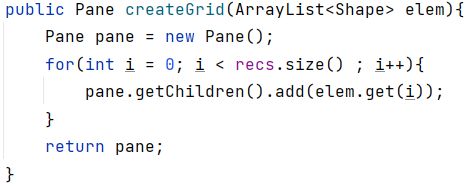 public Pane createGrid(ArrayList<Shape> elem){
    Pane pane = new Pane();
    for(int i = 0; i < recs.size() ; i++){
        pane.getChildren().add(elem.get(i));
    }
    return pane;
}